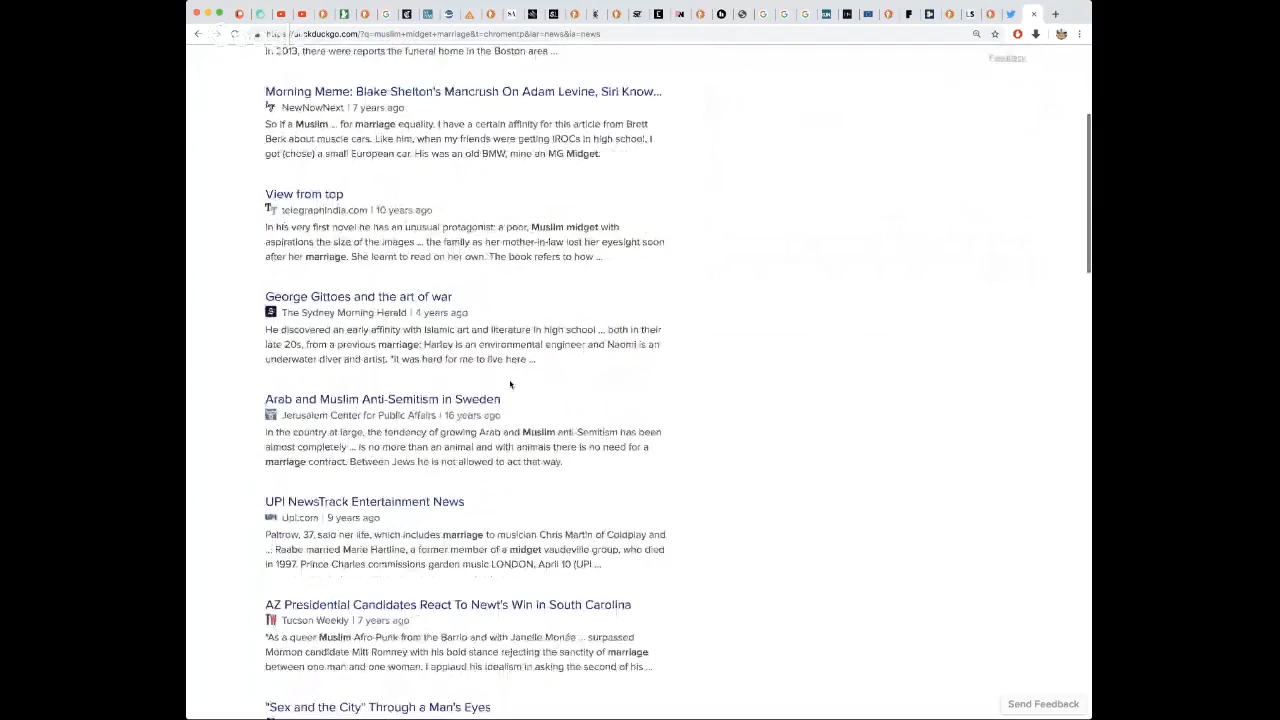 https://duckduckgo.com/?q=muslim+midget+marriage&t=chromentp&iar=news&ia=news
In 2013, there were reports the funeral home in the Boston area ...
Feedback
Morning Meme: Blake Shelton's Mancrush On Adam Levine, Siri Know...
NewNowNext | 7 years ago
So if a Muslim ... for marriage equality. I have a certain affinity for this article from Brett
Berk about muscle cars. Like him, when my friends were getting IROCs in high school, I
got (chose) a small European car. His was an old BMW, mine an MG Midget.
View from top
telegraphindia.com | 10 years ago
In his very first novel he has an unusual protagonist: a poor, Muslim midget with
aspirations the size of the images ... the family as her mother-in-law lost her eyesight soon
after her marriage. She learnt to read on her own. The book refers to how ...
George Gittoes and the art of war
The Sydney Morning Herald | 4 years ago
He discovered an early affinity with Islamic art and literature in high school ... both in their
late 20s, from a previous marriage: Harley is an environmental engineer and Naomi is an
underwater diver and artist. "It was hard for me to live here ...
Arab and Muslim Anti-Semitism in Sweden
Jerusalem Center for Public Affairs | 16 years ago
In the country at large, the tendency of growing Arab and Muslim anti-Semitism has been
almost completely ... is no more than an animal and with animals there is no need for a
marriage contract. Between Jews he is not allowed to act that way.
UPI NewsTrack Entertainment News
Upi.com | 9 years ago
Paltrow, 37, said her life, which includes marriage to musician Chris Martin of Coldplay and
... Raabe married Marie Hartline, a former member of a midget vaudeville group, who died
in 1997. Prince Charles commissions garden music LONDON, April 10 (UPI ...
AZ Presidential Candidates React To Newt's Win in South Carolina
Tucson Weekly | 7 years ago
"As a queer Muslim Afro-Punk from the Barrio and with Janelle Monáe ... surpassed
Mormon candidate Mitt Romney with his bold stance rejecting the sanctity of marriage
between one man and one woman. I applaud his idealism in asking the second of his ...
"Sex and the City" Through a Man's Eyes
Send Feedback